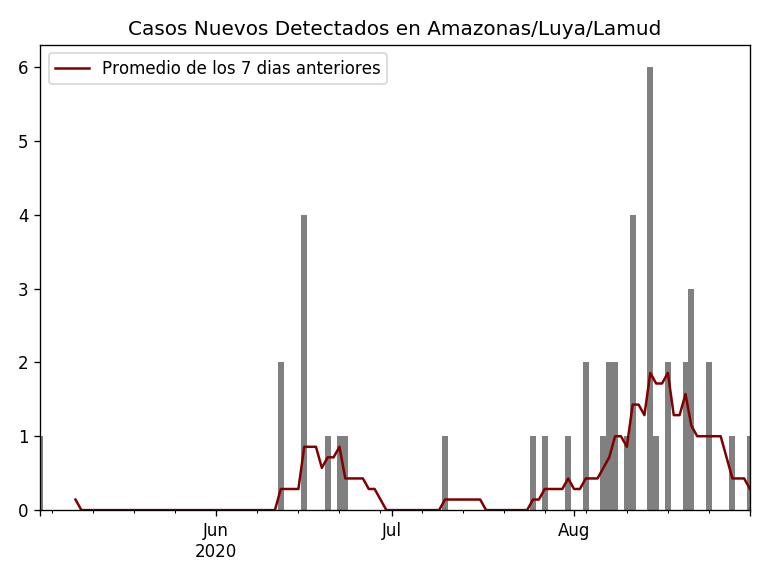 Casos Nuevos Detectados en Amazonas/Luya/Lamud
Promedio de los 7 dias anteriores
6
5
4
3
2
1
0
Jun
2020
Jul
Aug